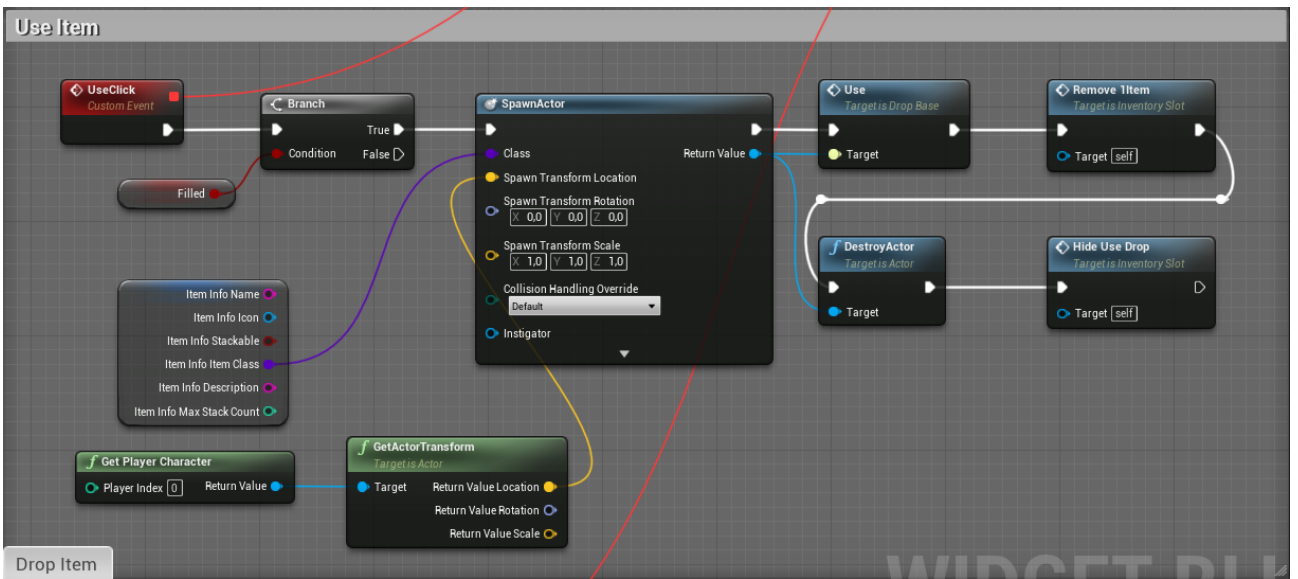 Use Item
UseClick
Custom Event
Branch
True
Condition
False
Filled
SpawnActor
Class
Return Value
Spawn Transform Location
Spawn Transform Rotation
X 0,0 Y 0,0 Z 0,0
Spawn Transform Scale
X 1,0 Y 1,0 Z 1,0
Collision Handling Override
Default
Instigator
Use
Target is Drop Base
Target
Remove 1Item
Target is Inventory Slot
Target self
DestroyActor
Target is Actor
Target
Hide Use Drop
Target is Inventory Slot
Target self
Item Info Name
Item Info Icon
Item Info Stackable
Item Info Item Class
Item Info Description
Item Info Max Stack Count
Get Player Character
Player Index 0 Return Value
GetActorTransform
Target is Actor
Target Return Value Location
Return Value Rotation
Return Value Scale
Drop Item